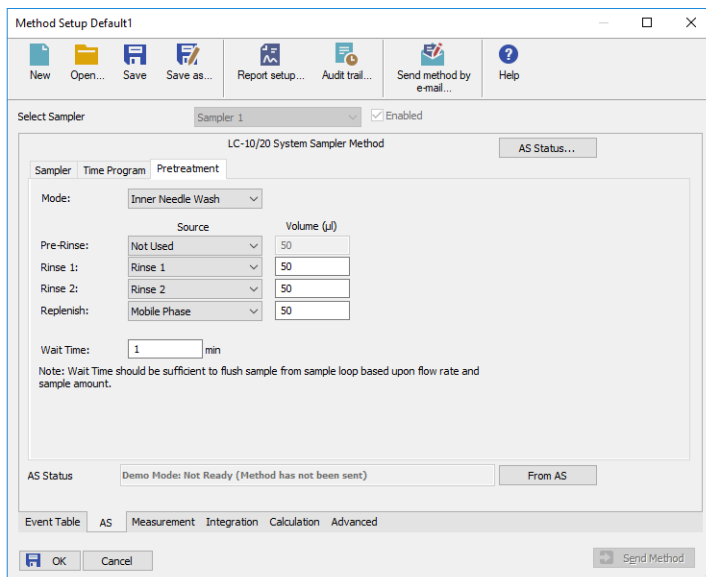 Method Setup Default1
New Open... Save Save as... Report setup... Audit trail... Send method by e-mail... Help
Select Sampler Sampler 1 Enabled
LC-10/20 System Sampler Method AS Status...
Sampler Time Program Pretreatment
Mode: Inner Needle Wash
Source Volume (µl)
Pre-Rinse: Not Used 50
Rinse 1: Rinse 1 50
Rinse 2: Rinse 2 50
Replenish: Mobile Phase 50
Wait Time: 1 min
Note: Wait Time should be sufficient to flush sample from sample loop based upon flow rate and
sample amount.
AS Status Demo Mode: Not Ready (Method has not been sent) From AS
Event Table AS Measurement Integration Calculation Advanced
OK Cancel Send Method